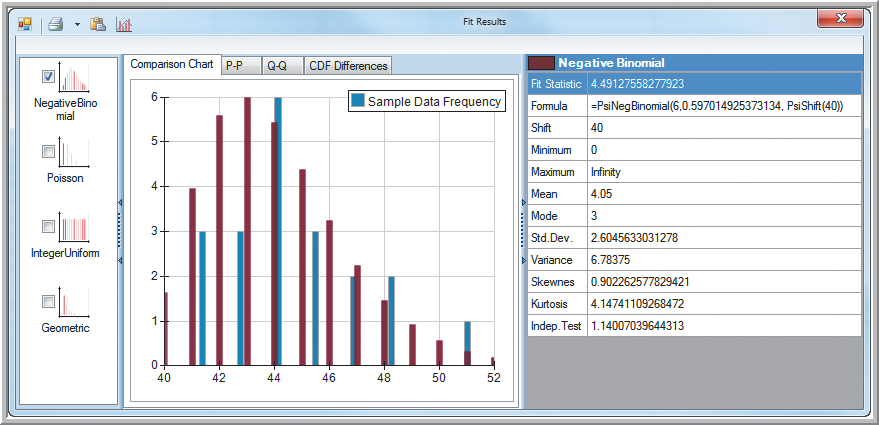 Fit Results
NegativeBino
mial
Poisson
IntegerUniform
Geometric
Comparison Chart P-P Q-Q CDF Differences
Sample Data Frequency
6
5
4
3
2
1
0
40 42 44 46 48 50 52
Negative Binomial
Fit Statistic 4.49127558277923
Formula =PsiNegBinomial(6,0.597014925373134, PsiShift(40))
Shift 40
Minimum 0
Maximum Infinity
Mean 4.05
Mode 3
Std.Dev. 2.6045633031278
Variance 6.78375
Skewnes 0.902262577829421
Kurtosis 4.14741109268472
Indep.Test 1.14007039644313